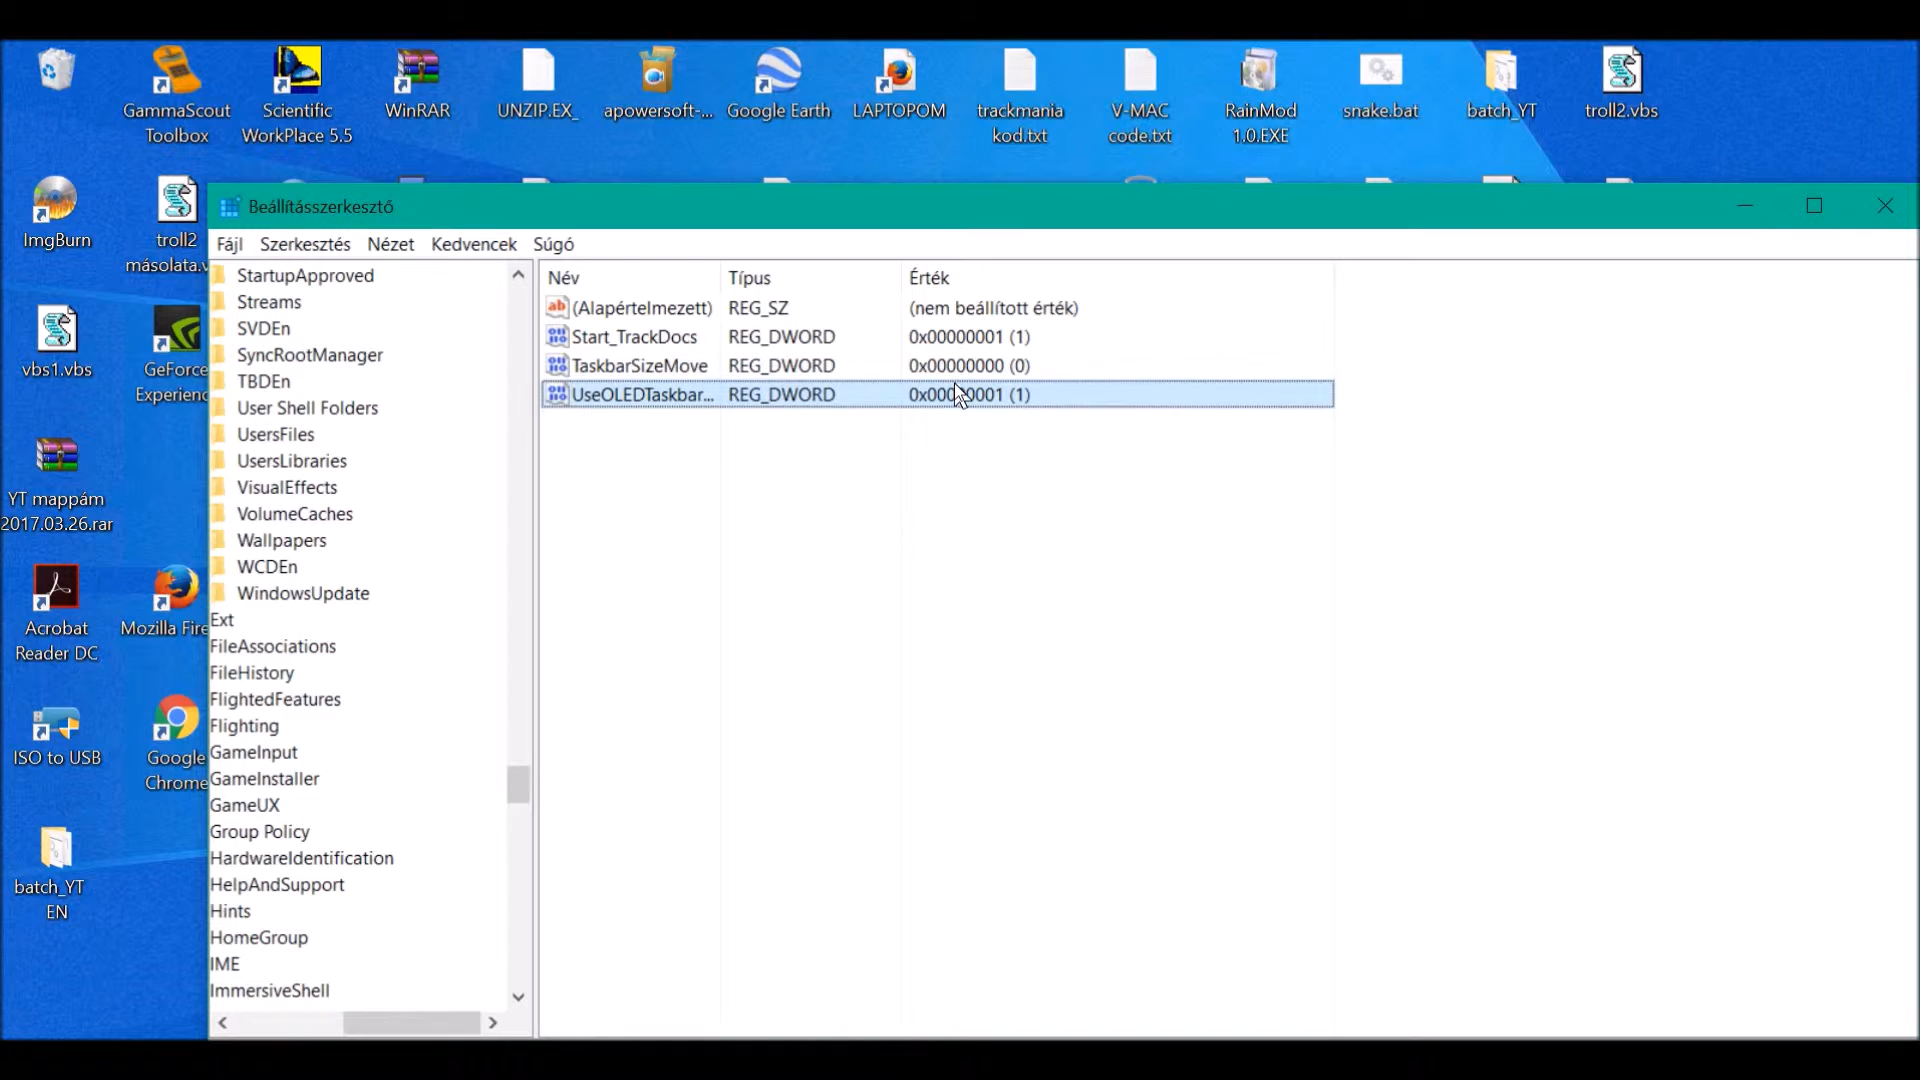 GammaScout
Toolbox
Scientific
WorkPlace 5.5
WinRAR
UNZIP.EX_
apowersoft-...
Google Earth
LAPTOPOM
trackmania
kod.txt
V-MAC
code.txt
RainMod
1.0.EXE
snake.bat
batch_YT
troll2.vbs
ImgBurn
troll2
másolata.v
vbs1.vbs
GeForce
Experienc
YT mappám
2017.03.26.rar
Acrobat
Reader DC
Mozilla Fire
ISO to USB
Google
Chrome
batch_YT
EN
Beállításszerkesztő
Fájl Szerkesztés Nézet Kedvencek Súgó
StartupApproved
Streams
SVDEn
SyncRootManager
TBDEn
User Shell Folders
UsersFiles
UsersLibraries
VisualEffects
VolumeCaches
Wallpapers
WCDEn
WindowsUpdate
Ext
FileAssociations
FileHistory
FlightedFeatures
Flighting
GameInput
GameInstaller
GameUX
Group Policy
HardwareIdentification
HelpAndSupport
Hints
HomeGroup
IME
ImmersiveShell
Név Típus Érték
(Alapértelmezett) REG_SZ (nem beállított érték)
Start_TrackDocs REG_DWORD 0x00000001 (1)
TaskbarSizeMove REG_DWORD 0x00000000 (0)
UseOLEDTaskbar... REG_DWORD 0x00000001 (1)